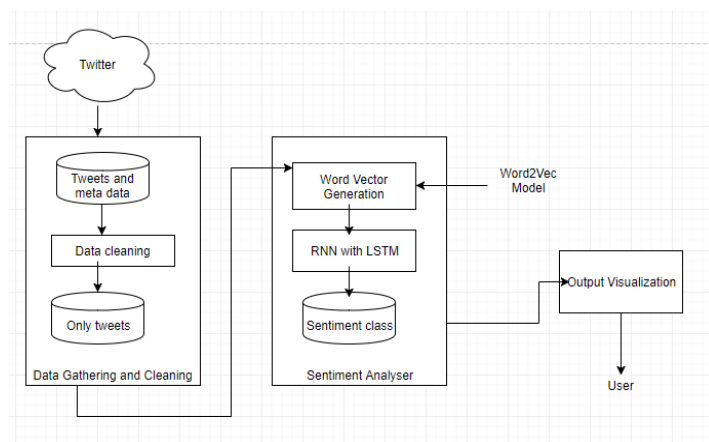 Twitter
Tweets and
meta data
Data cleaning
Only tweets
Data Gathering and Cleaning
Word Vector
Generation
RNN with LSTM
Sentiment class
Sentiment Analyser
Word2Vec
Model
Output Visualization
User